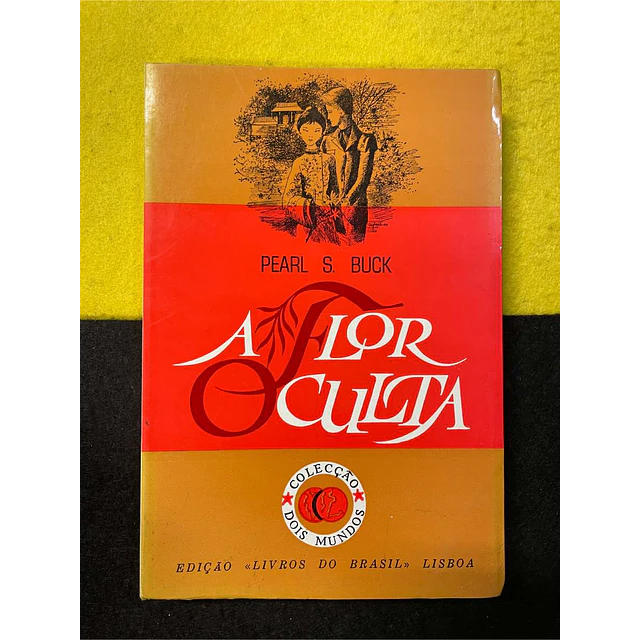 PEARL S. BUCK
A FLOR
OCULTA
COLECÇÃO
DOIS MUNDOS
EDIÇÃO «LIVROS DO BRASIL» LISBOA